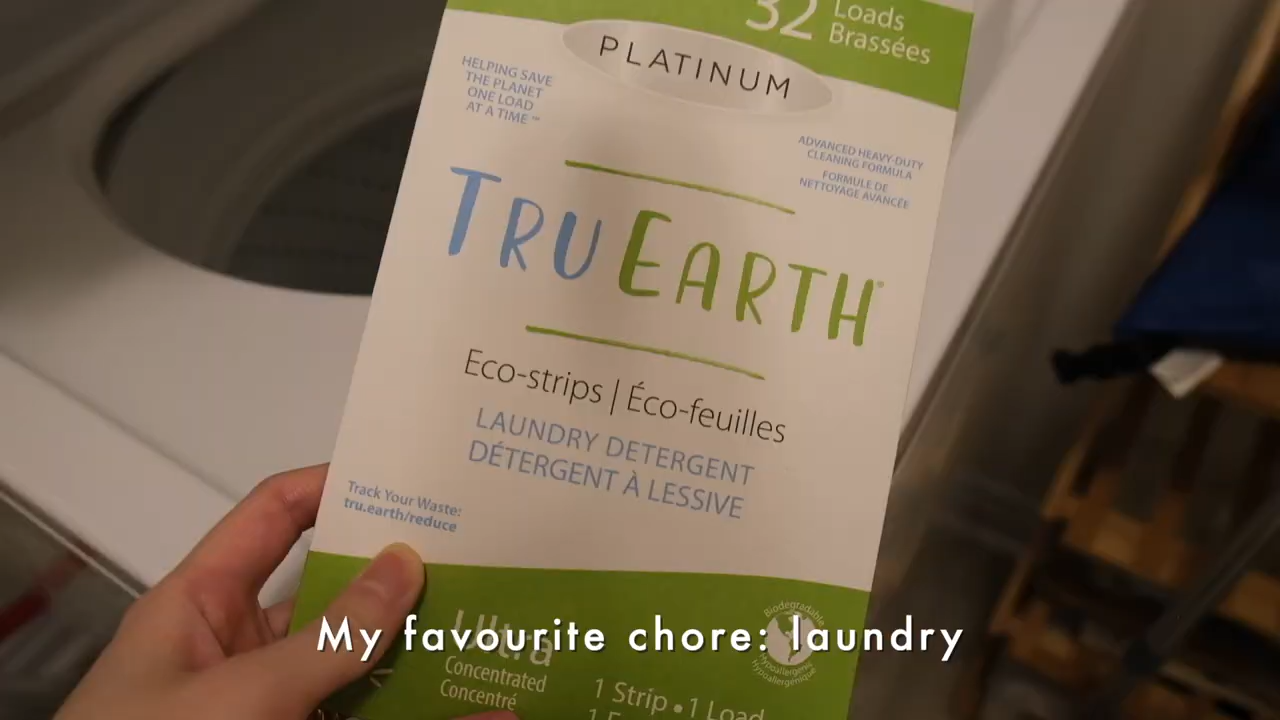 32 Loads
Brassées
PLATINUM
HELPING SAVE
THE PLANET
ONE LOAD
AT A TIME™
ADVANCED HEAVY-DUTY
CLEANING FORMULA
FORMULE DE
NETTOYAGE AVANCÉE
TRUEARTH®
Eco-strips | Éco-feuilles
LAUNDRY DETERGENT
DÉTERGENT À LESSIVE
Track Your Waste:
tru.earth/reduce
My favourite chore: laundry
Ultra
Concentrated
Concentré
Biodegradable
Hypoallergenic
Hypoallergénique
1 Strip • 1 Load